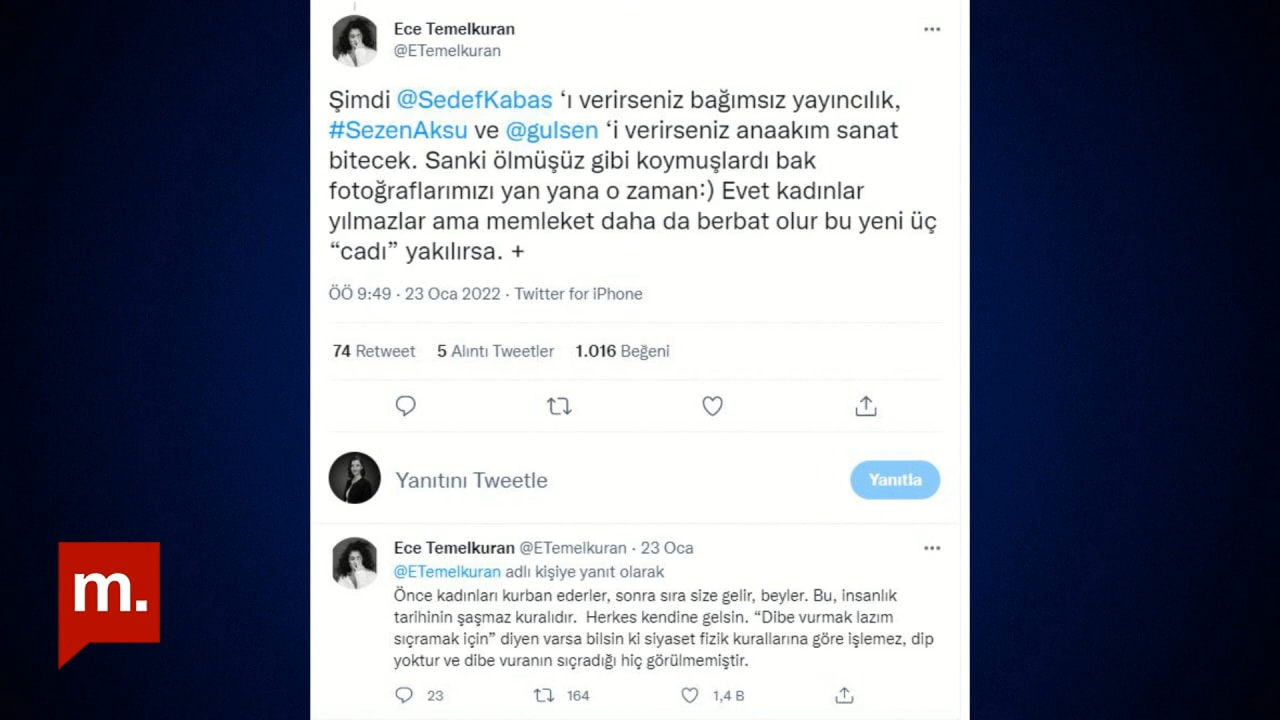 Ece Temelkuran
@ETemelkuran
Şimdi @SedefKabas ‘ı verirseniz bağımsız yayıncılık,
#SezenAksu ve @gulsen ‘i verirseniz anaakım sanat
bitecek. Sanki ölmüşüz gibi koymuşlardı bak
fotoğraflarımızı yan yana o zaman:) Evet kadınlar
yılmazlar ama memleket daha da berbat olur bu yeni üç
“cadı” yakılırsa. +
ÖÖ 9:49 · 23 Oca 2022 · Twitter for iPhone
74 Retweet 5 Alıntı Tweetler 1.016 Beğeni
Yanıtını Tweetle
Yanıtla
Ece Temelkuran @ETemelkuran · 23 Oca
@ETemelkuran adlı kişiye yanıt olarak
Önce kadınları kurban ederler, sonra sıra size gelir, beyler. Bu, insanlık
tarihinin şaşmaz kuralıdır. Herkes kendine gelsin. “Dibe vurmak lazım
sıçramak için” diyen varsa bilsin ki siyaset fizik kurallarına göre işlemez, dip
yoktur ve dibe vuranın sıçradığı hiç görülmemiştir.
23 164 1,4 B
m.